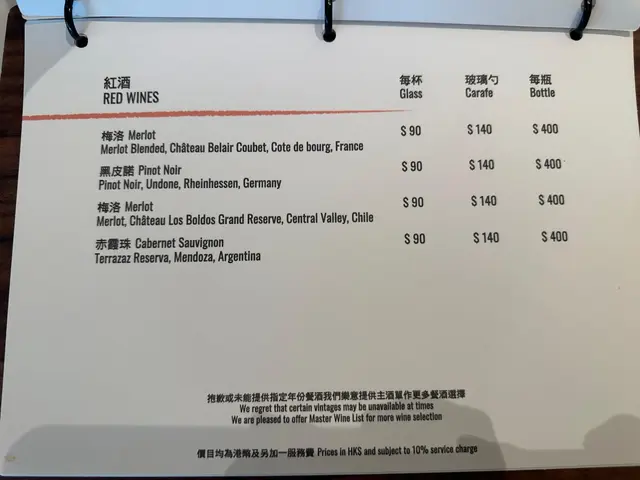 紅酒 每杯 玻璃勺 每瓶
RED WINES Glass Carafe Bottle
梅洛 Merlot $ 90 $ 140 $ 400
Merlot Blended, Château Belair Coubet, Cote de bourg, France
黑皮諾 Pinot Noir $ 90 $ 140 $ 400
Pinot Noir, Undone, Rheinhessen, Germany
梅洛 Merlot $ 90 $ 140 $ 400
Merlot, Château Los Boldos Grand Reserve, Central Valley, Chile
赤霞珠 Cabernet Sauvignon $ 90 $ 140 $ 400
Terrazaz Reserva, Mendoza, Argentina
抱歉或未能提供指定年份餐酒我們樂意提供主酒單作更多餐酒選擇
We regret that certain vintages may be unavailable at times
We are pleased to offer Master Wine List for more wine selection
價目均為港幣及另加一服務費 Prices in HK$ and subject to 10% service charge